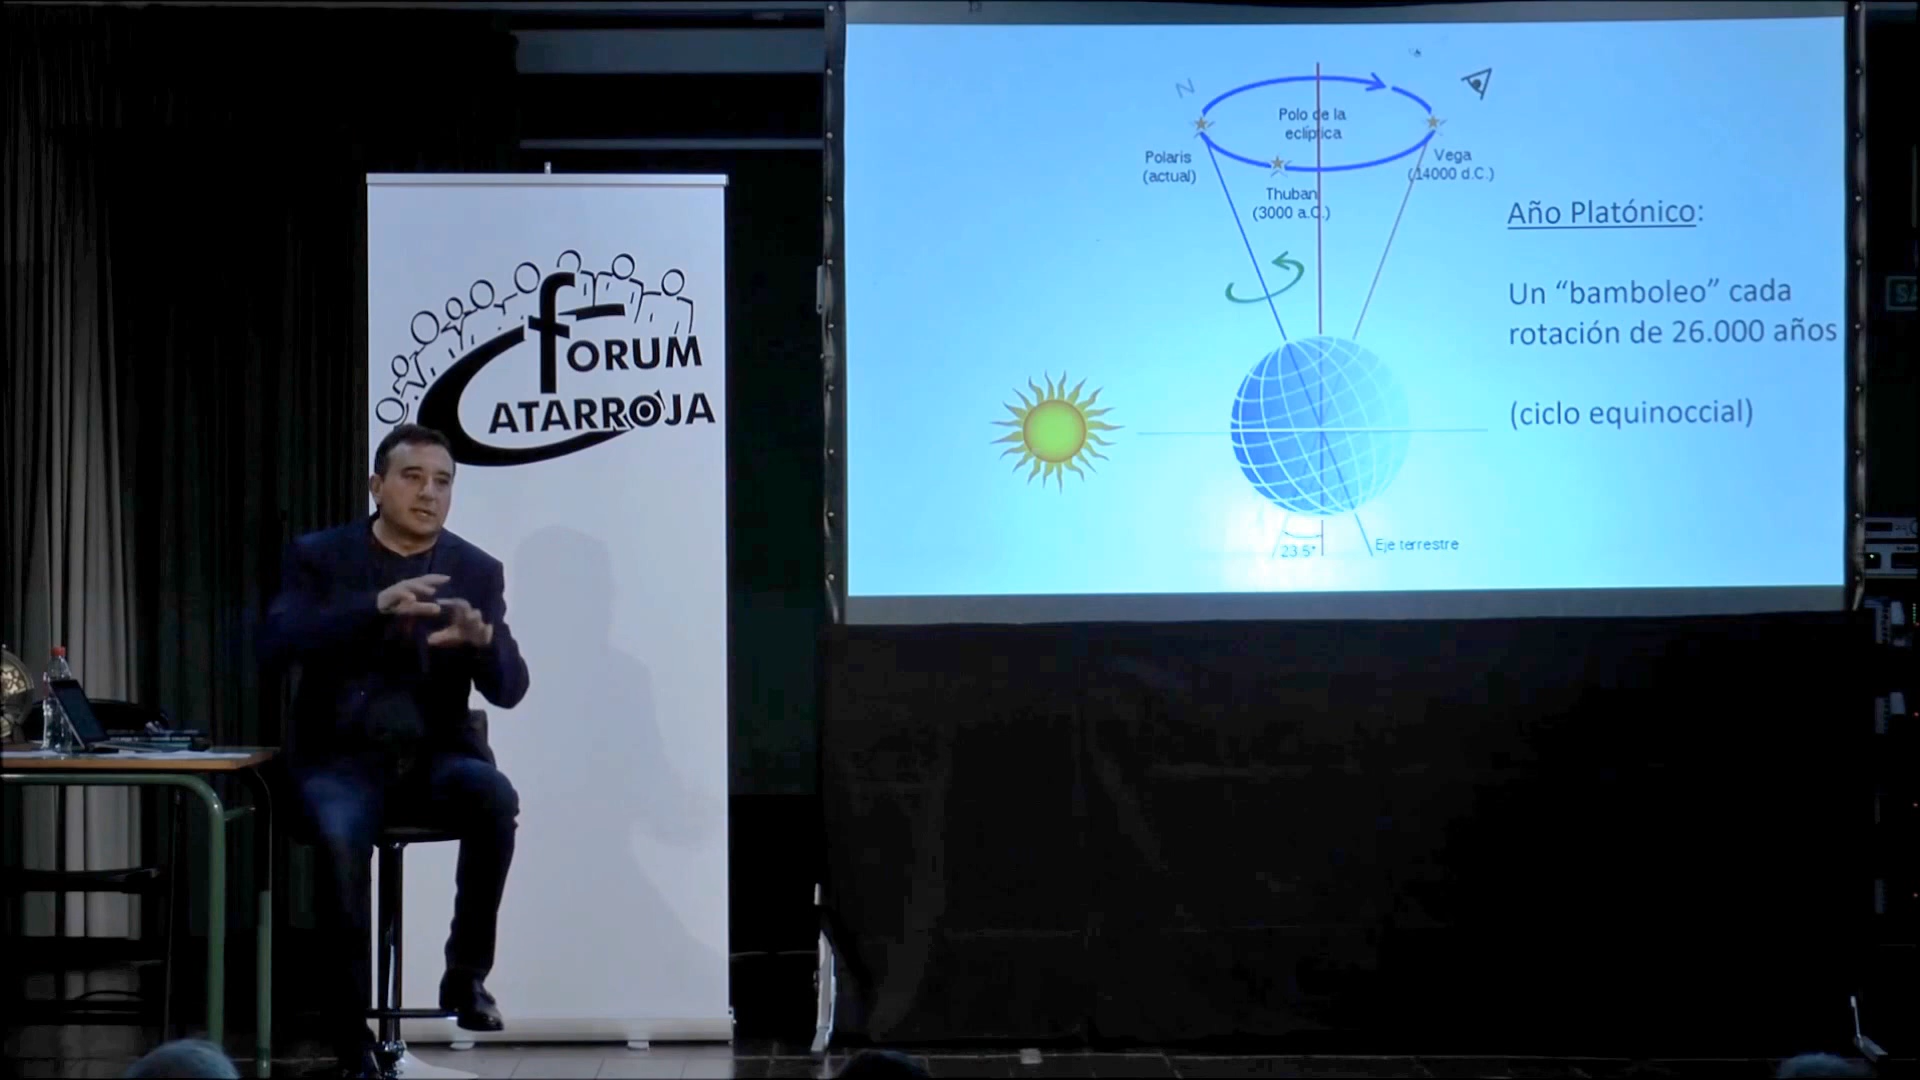 FORUM
CATARROJA
N
Polo de la
eclíptica
Polaris
(actual)
Thuban
(3000 a.C.)
Vega
(14000 d.C.)
Año Platónico:
Un “bamboleo” cada
rotación de 26.000 años
(ciclo equinoccial)
23.5°
Eje terrestre